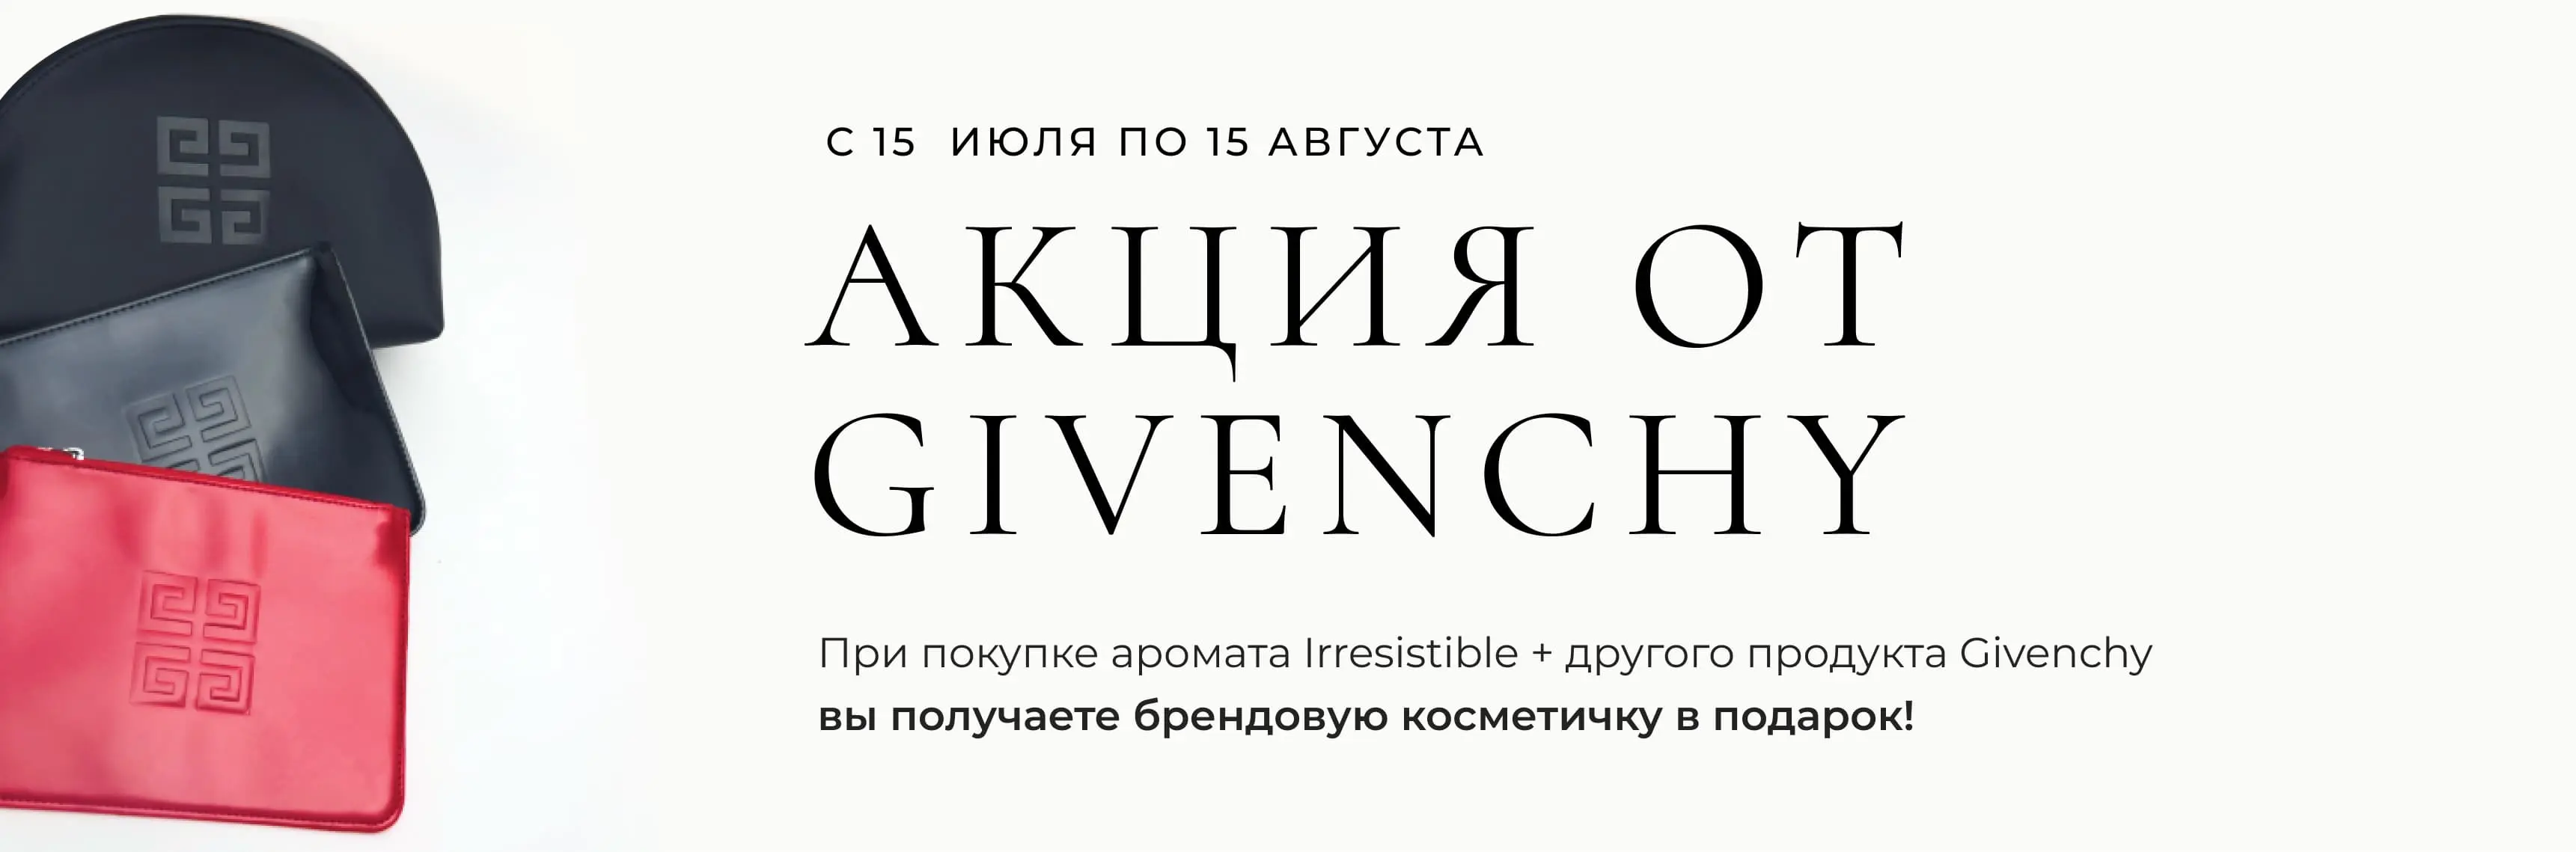 С 15 ИЮЛЯ ПО 15 АВГУСТА
АКЦИЯ ОТ
GIVENCHY
При покупке аромата Irresistible + другого продукта Givenchy
вы получаете брендовую косметичку в подарок!